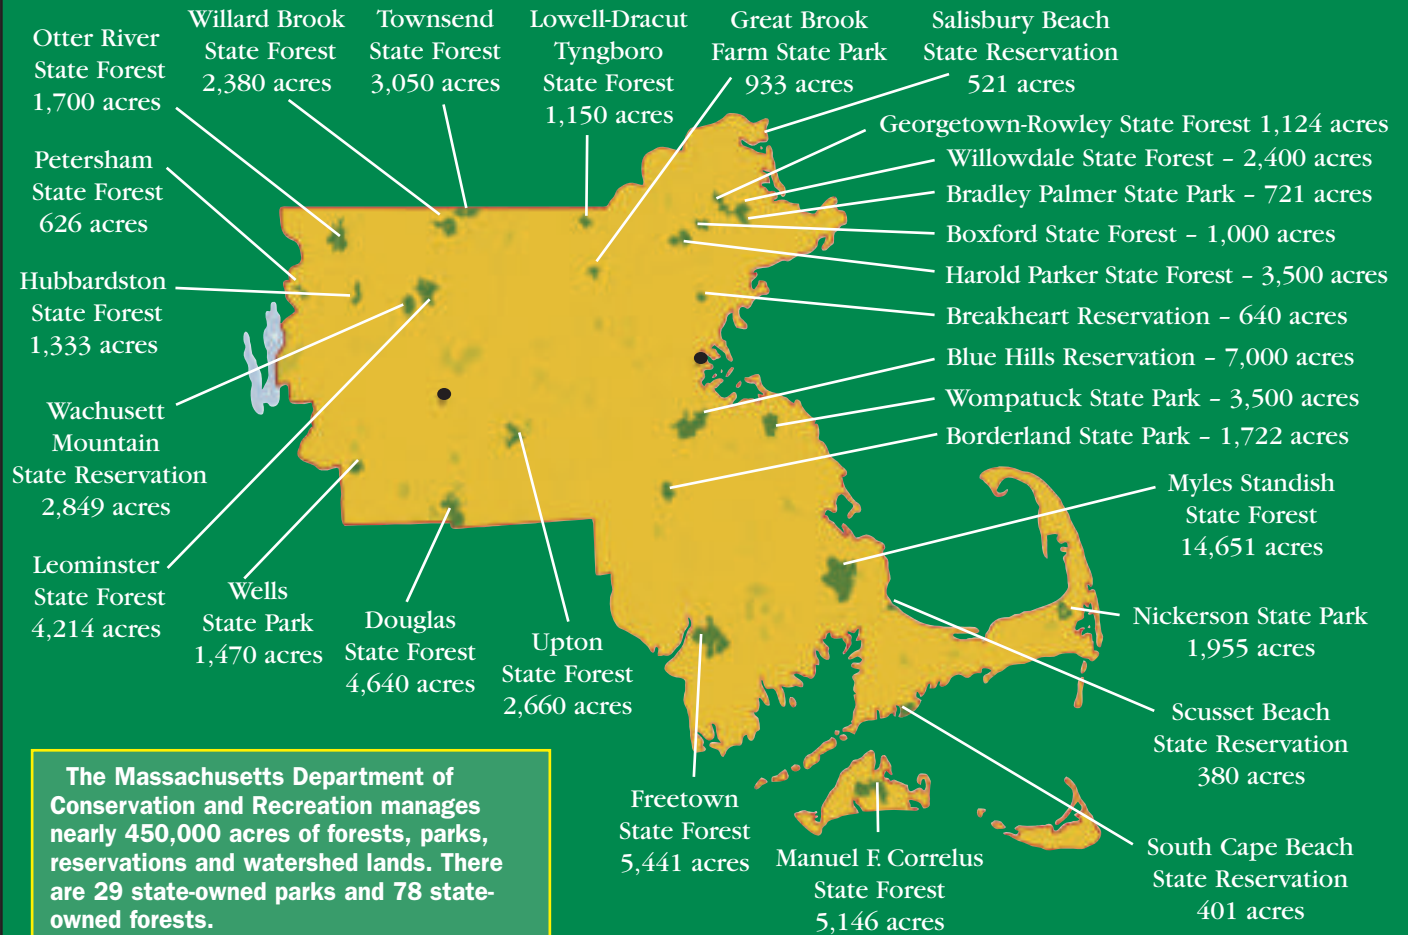 Willard Brook
State Forest
2,380 acres
Townsend
State Forest
3,050 acres
Lowell-Dracut
Tyngboro
State Forest
1,150 acres
Great Brook
Farm State Park
933 acres
Salisbury Beach
State Reservation
521 acres
Otter River
State Forest
1,700 acres
Petersham
State Forest
626 acres
Hubbardston
State Forest
1,333 acres
Wachusett
Mountain
State Reservation
2,849 acres
Leominster
State Forest
4,214 acres
Wells
State Park
1,470 acres
Douglas
State Forest
4,640 acres
Upton
State Forest
2,660 acres
Georgetown-Rowley State Forest 1,124 acres
Willowdale State Forest – 2,400 acres
Bradley Palmer State Park – 721 acres
Boxford State Forest – 1,000 acres
Harold Parker State Forest – 3,500 acres
Breakheart Reservation – 640 acres
Blue Hills Reservation – 7,000 acres
Wompatuck State Park – 3,500 acres
Borderland State Park – 1,722 acres
Myles Standish
State Forest
14,651 acres
Nickerson State Park
1,955 acres
Scusset Beach
State Reservation
380 acres
South Cape Beach
State Reservation
401 acres
Freetown
State Forest
5,441 acres
Manuel F. Correlus
State Forest
5,146 acres
The Massachusetts Department of
Conservation and Recreation manages
nearly 450,000 acres of forests, parks,
reservations and watershed lands. There
are 29 state-owned parks and 78 state-
owned forests.